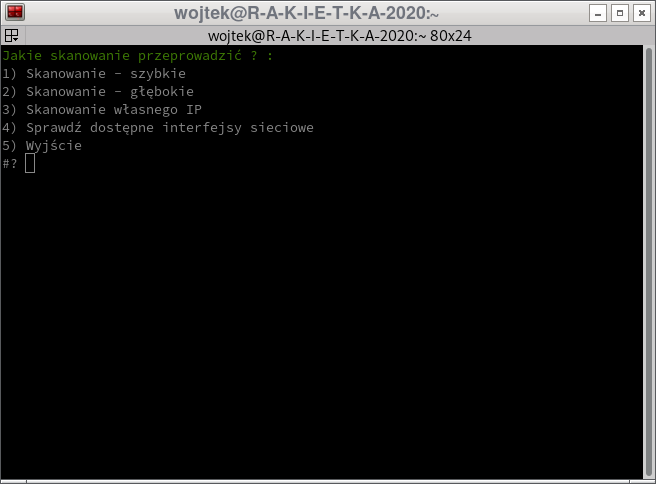 wojtek@R-A-K-I-E-T-K-A-2020:~
wojtek@R-A-K-I-E-T-K-A-2020:~ 80x24
Jakie skanowanie przeprowadzić ? :
1) Skanowanie - szybkie
2) Skanowanie - głębokie
3) Skanowanie własnego IP
4) Sprawdź dostępne interfejsy sieciowe
5) Wyjście
#?